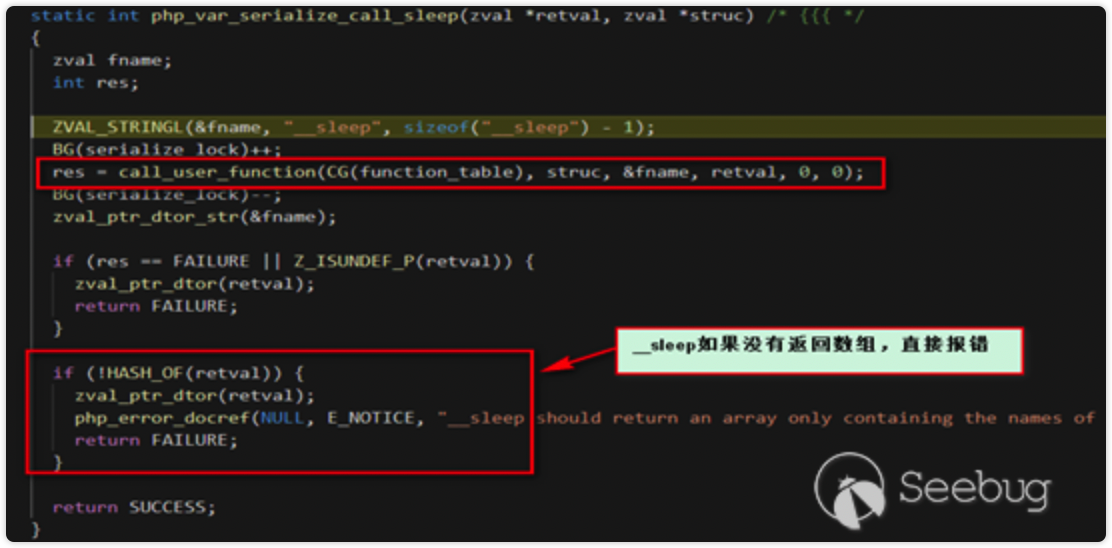 static int php_var_serialize_call_sleep(zval *retval, zval *struc) /* {{{ */
{
zval fname;
int res;
ZVAL_STRINGL(&fname, "__sleep", sizeof("__sleep") - 1);
BG(serialize_lock)++;
res = call_user_function(CG(function_table), struc, &fname, retval, 0, 0);
BG(serialize_lock)--;
zval_ptr_dtor_str(&fname);
if (res == FAILURE || Z_ISUNDEF_P(retval)) {
zval_ptr_dtor(retval);
return FAILURE;
}
__sleep如果没有返回数组，直接报错
if (!HASH_OF(retval)) {
zval_ptr_dtor(retval);
php_error_docref(NULL, E_NOTICE, "__sleep should return an array only containing the names of
return FAILURE;
}
return SUCCESS;
}
Seebug